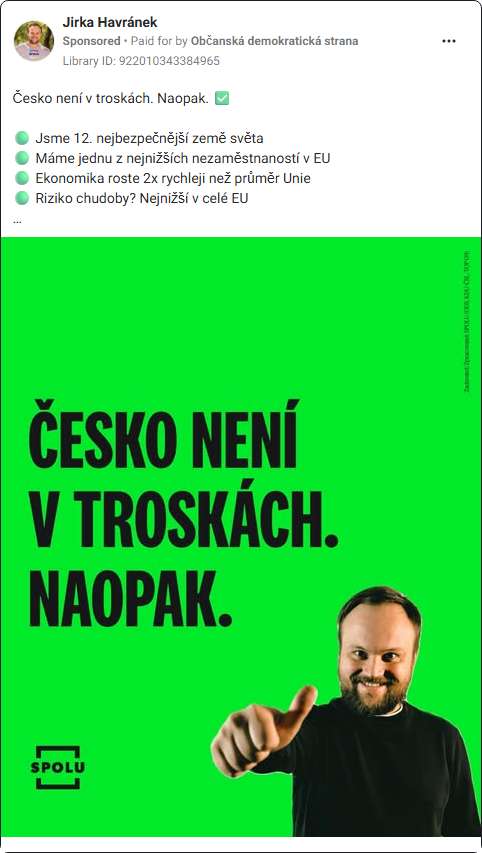 Jirka Havránek
Sponsored • Paid for by Občanská demokratická strana
Library ID: 922010343384965
Česko není v troskách. Naopak. ✅
🟢 Jsme 12. nejbezpečnější země světa
🟢 Máme jednu z nejnižších nezaměstnaností v EU
🟢 Ekonomika roste 2x rychleji než průměr Unie
🟢 Riziko chudoby? Nejnižší v celé EU
...
ČESKO NENÍ
V TROSKÁCH.
NAOPAK.
SPOLU